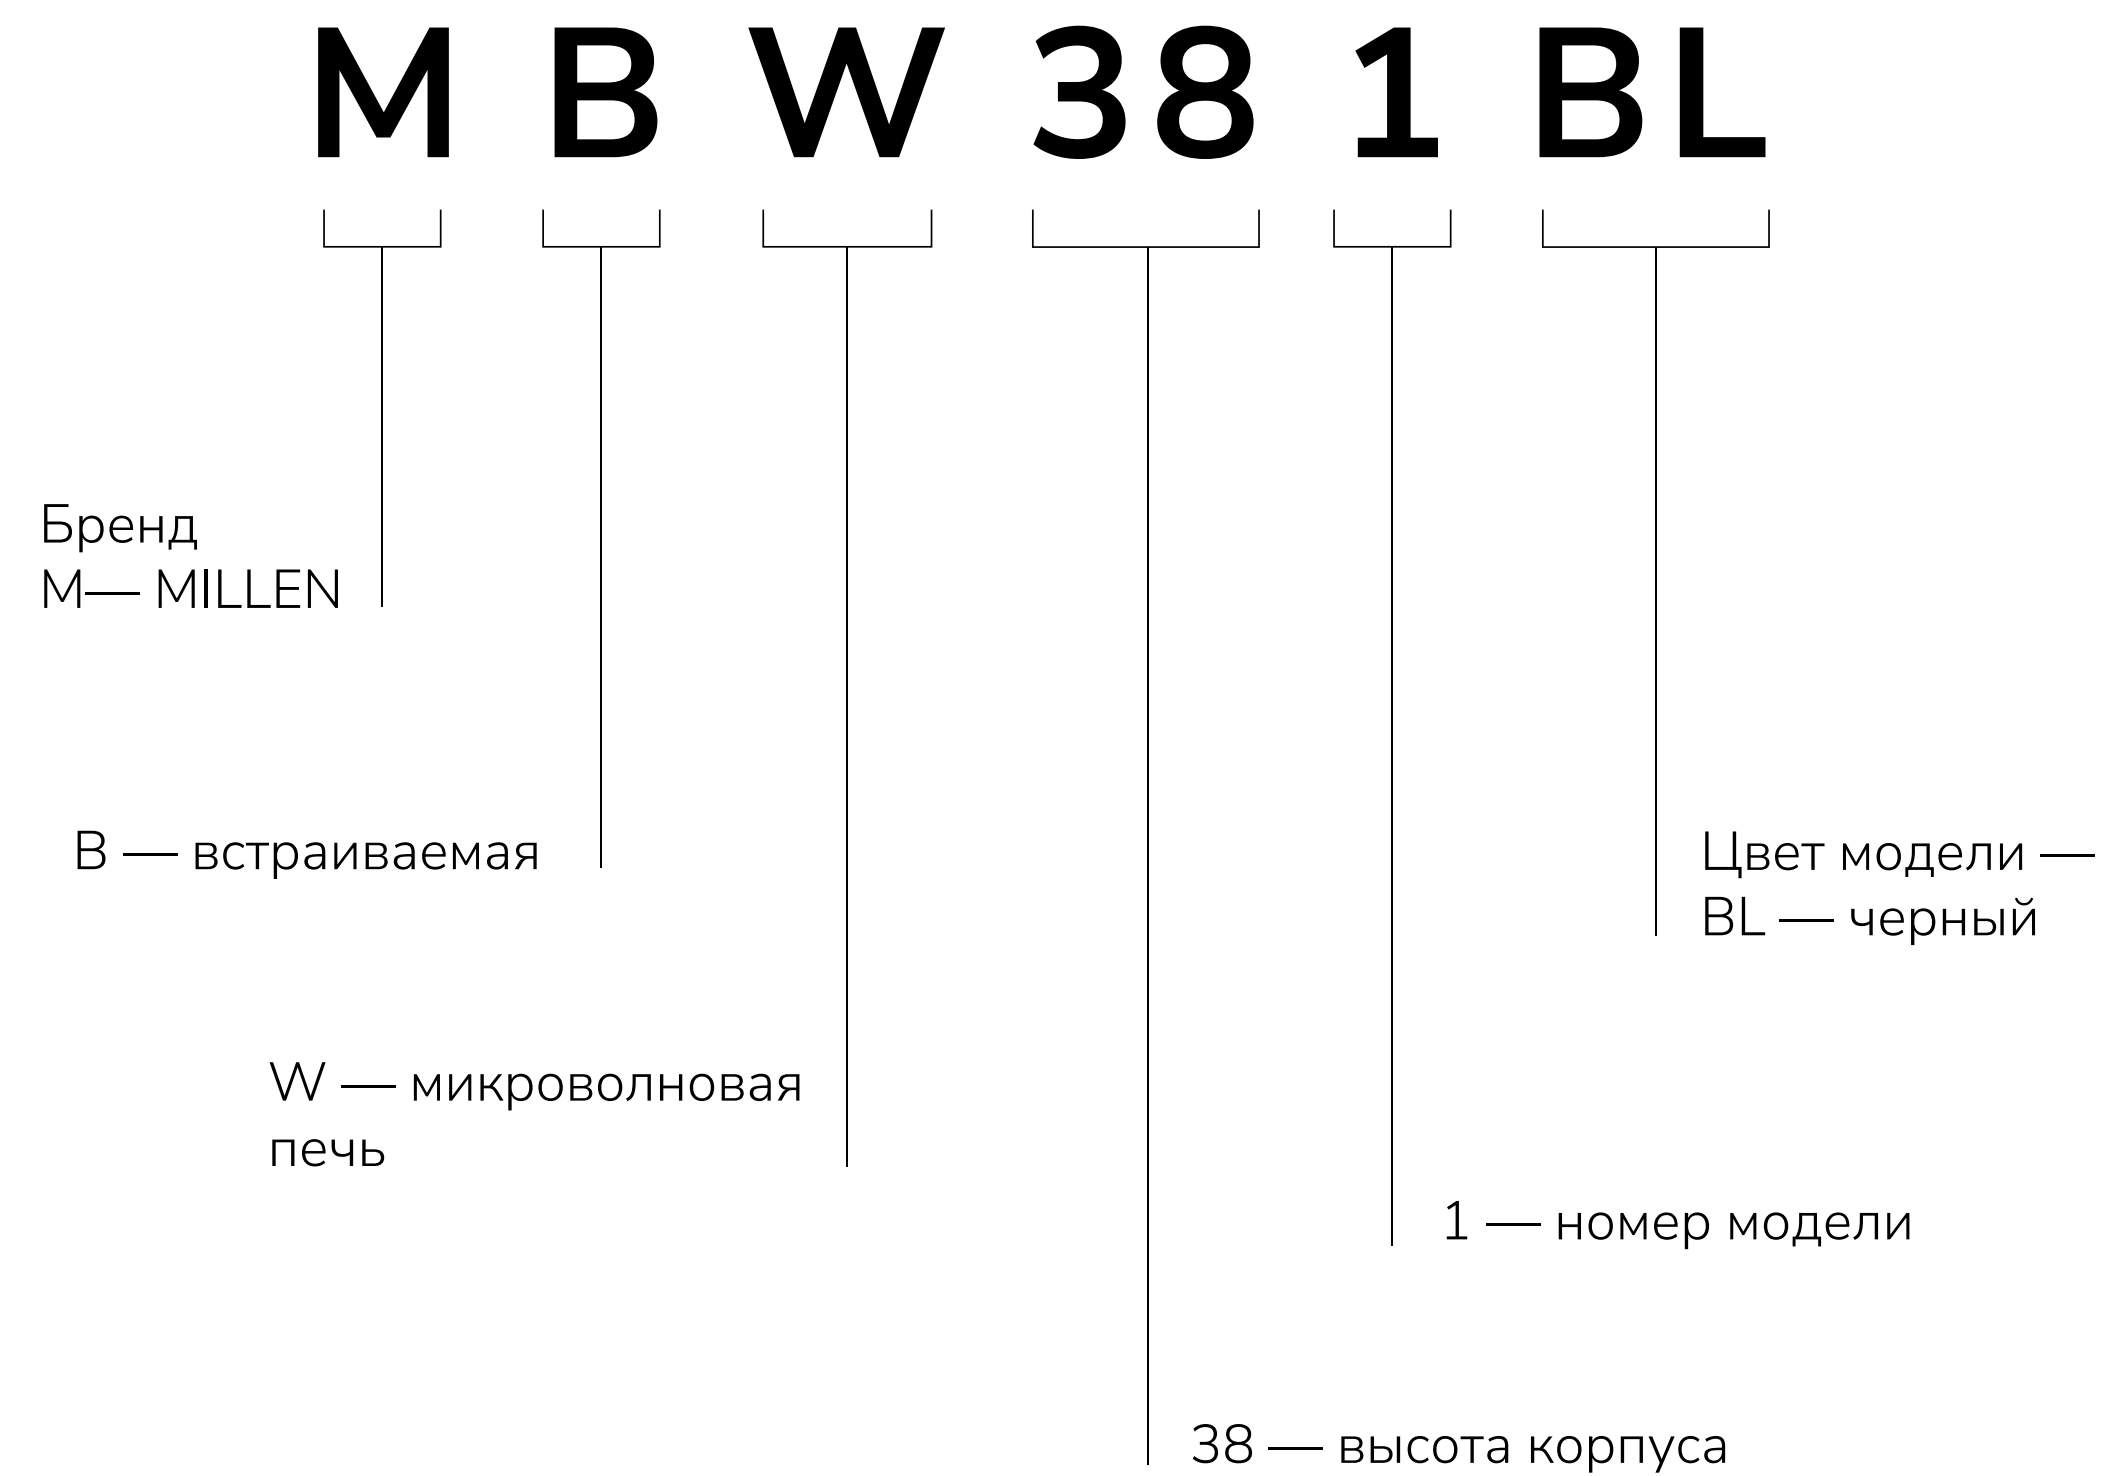 M B W 38 1 BL
Бренд
M— MILLEN
B — встраиваемая
Цвет модели —
BL — черный
W — микроволновая
печь
1 — номер модели
38 — высота корпуса